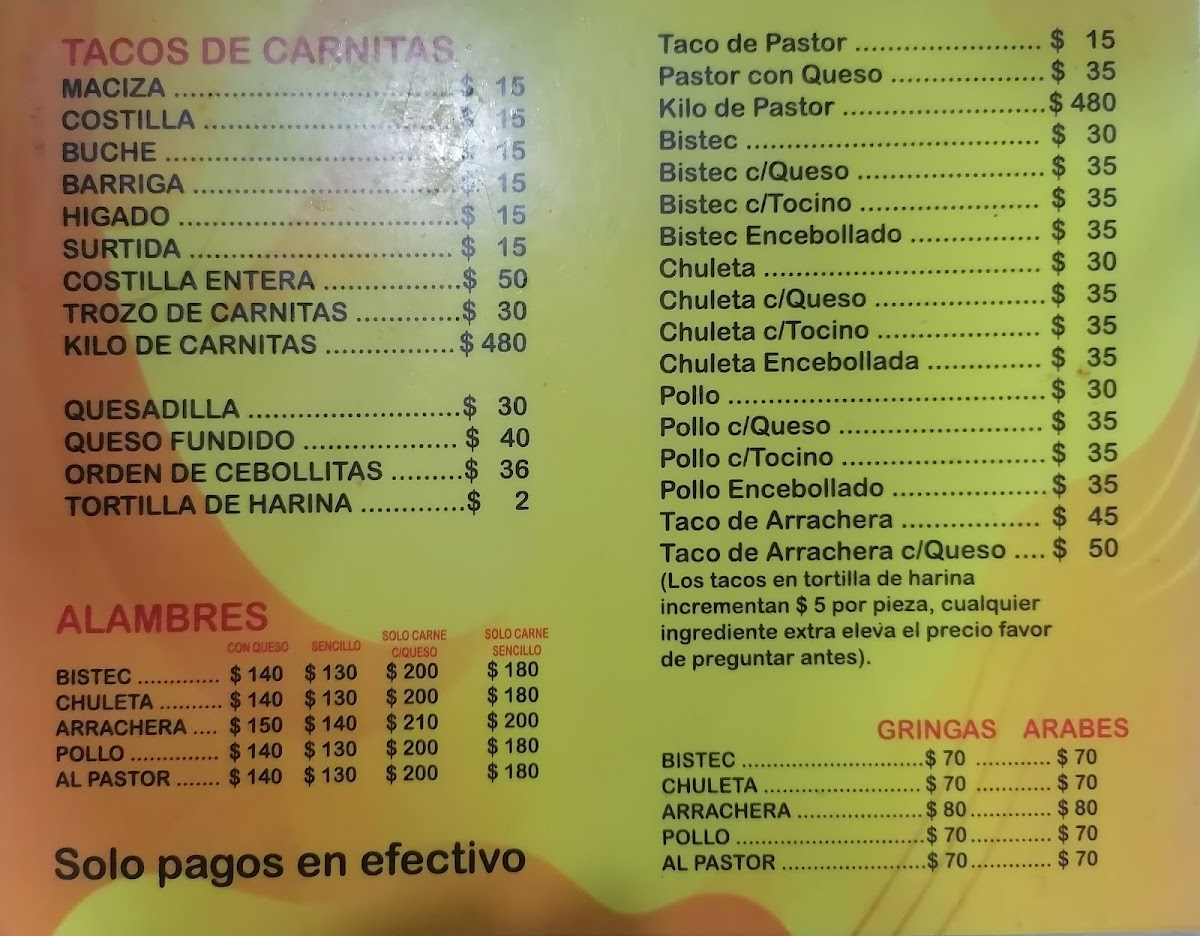 TACOS DE CARNITAS
MACIZA ........................ $ 15
COSTILLA ..................... $ 15
BUCHE ......................... $ 15
BARRIGA ...................... $ 15
HIGADO ........................ $ 15
SURTIDA ....................... $ 15
COSTILLA ENTERA ............ $ 50
TROZO DE CARNITAS ......... $ 30
KILO DE CARNITAS ............ $ 480
QUESADILLA .................... $ 30
QUESO FUNDIDO ............... $ 40
ORDEN DE CEBOLLITAS ....... $ 36
TORTILLA DE HARINA .......... $ 2
ALAMBRES
CON QUESO SENCILLO SOLO CARNE C/QUESO SOLO CARNE SENCILLO
BISTEC ............. $ 140 $ 130 $ 200 $ 180
CHULETA .......... $ 140 $ 130 $ 200 $ 180
ARRACHERA .... $ 150 $ 140 $ 210 $ 200
POLLO .............. $ 140 $ 130 $ 200 $ 180
AL PASTOR ....... $ 140 $ 130 $ 200 $ 180
Solo pagos en efectivo
Taco de Pastor ........................ $ 15
Pastor con Queso .................... $ 35
Kilo de Pastor .......................... $ 480
Bistec ...................................... $ 30
Bistec c/Queso ........................ $ 35
Bistec c/Tocino ....................... $ 35
Bistec Encebollado ................. $ 35
Chuleta .................................... $ 30
Chuleta c/Queso ...................... $ 35
Chuleta c/Tocino ..................... $ 35
Chuleta Encebollada ............... $ 35
Pollo ......................................... $ 30
Pollo c/Queso ........................... $ 35
Pollo c/Tocino .......................... $ 35
Pollo Encebollado .................... $ 35
Taco de Arrachera .................. $ 45
Taco de Arrachera c/Queso .... $ 50
(Los tacos en tortilla de harina
incrementan $ 5 por pieza, cualquier
ingrediente extra eleva el precio favor
de preguntar antes).
GRINGAS ARABES
BISTEC ............................ $ 70 ............ $ 70
CHULETA ........................ $ 70 ............ $ 70
ARRACHERA ................... $ 80 ............ $ 80
POLLO ............................. $ 70 ............ $ 70
AL PASTOR ..................... $ 70 ............ $ 70